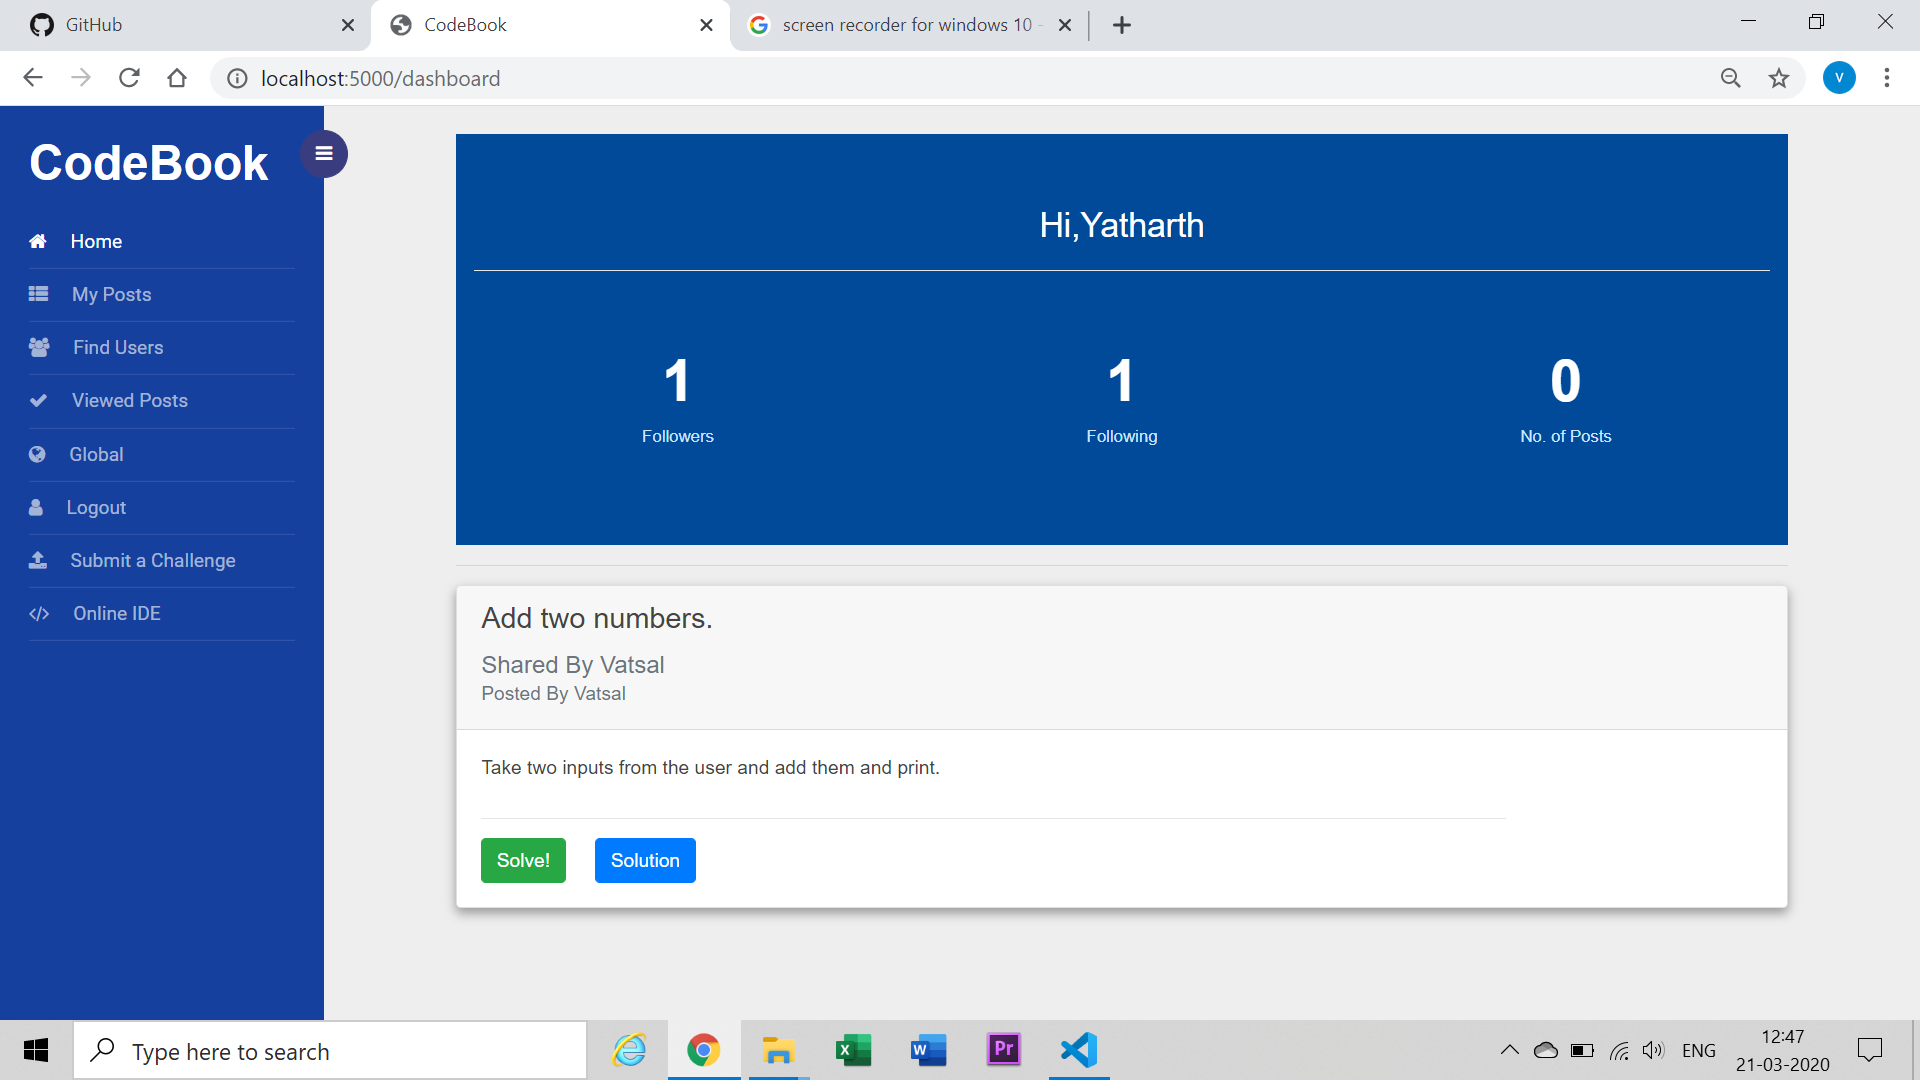 GitHub
CodeBook
screen recorder for windows 10 -
localhost:5000/dashboard
V
CodeBook
Home
My Posts
Find Users
Viewed Posts
Global
Logout
Submit a Challenge
Online IDE
Hi,Yatharth
1
Followers
1
Following
0
No. of Posts
Add two numbers.
Shared By Vatsal
Posted By Vatsal
Take two inputs from the user and add them and print.
Solve!
Solution
Type here to search
X
W
Pr
ENG
12:47
21-03-2020